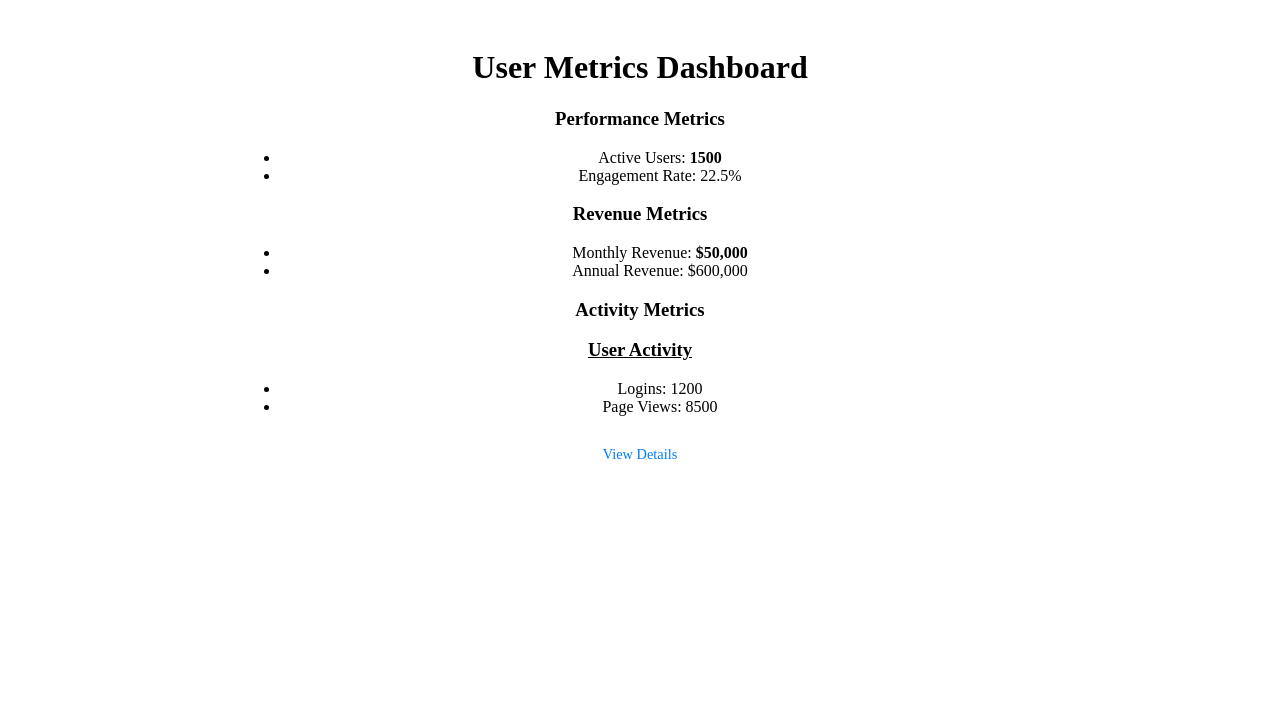 User Metrics Dashboard
Performance Metrics
Active Users: 1500
Engagement Rate: 22.5%
Revenue Metrics
Monthly Revenue: $50,000
Annual Revenue: $600,000
Activity Metrics
User Activity
Logins: 1200
Page Views: 8500
View Details